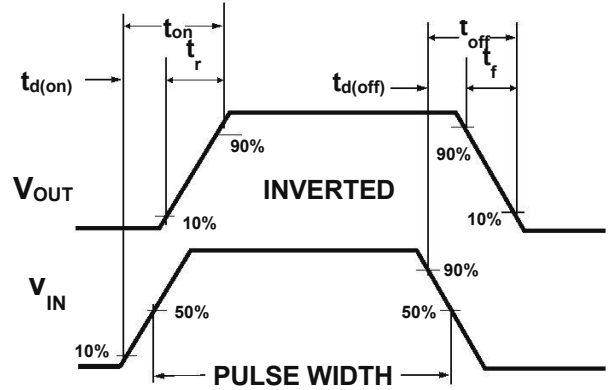 ton
toff
tr
tf
td(on)
td(off)
90%
90%
VOUT
INVERTED
10%
10%
90%
VIN
50%
50%
10%
PULSE WIDTH